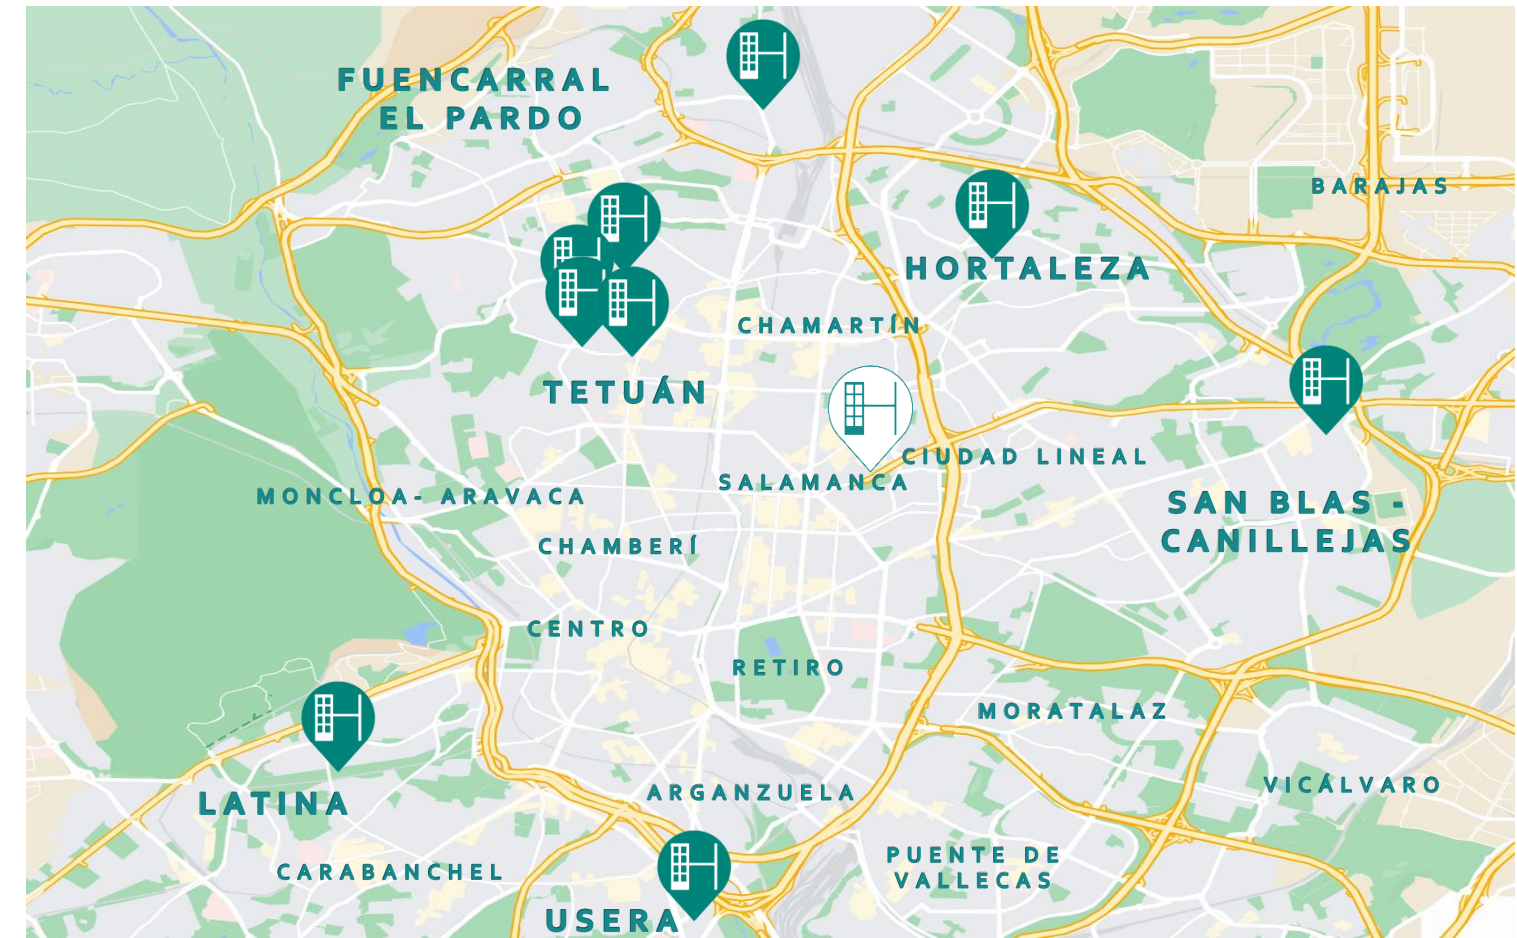 FUENCARRAL
EL PARDO
BARAJAS
HORTALEZA
CHAMARTÍN
TETUÁN
CIUDAD LINEAL
SALAMANCA
MONCLOA- ARAVACA
SAN BLAS -
CANILLEJAS
CHAMBERÍ
CENTRO
RETIRO
MORATALAZ
VICÁLVARO
ARGANZUELA
LATINA
PUENTE DE
VALLECAS
CARABANCHEL
USERA